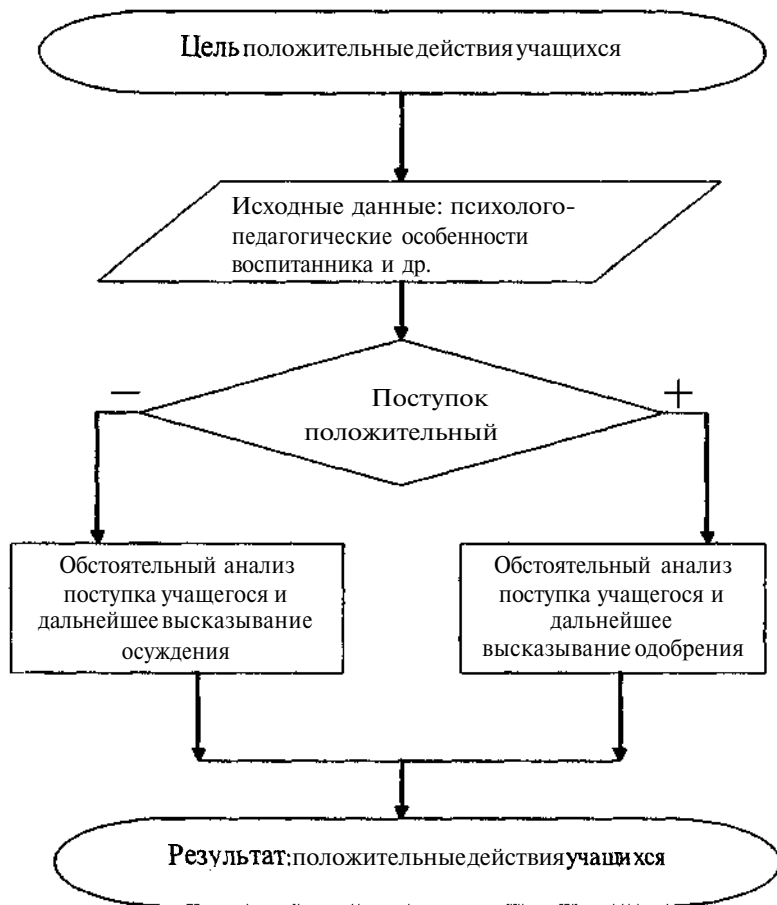 Цель: положительные действия учащихся
Исходные данные: психолого-
педагогические особенности
воспитанника и др.
—
+
Поступок
положительный
Обстоятельный анализ
поступка учащегося и
дальнейшее высказывание
осуждения
Обстоятельный анализ
поступка учащегося и
дальнейшее
высказывание одобрения
Результат: положительные действия учащихся